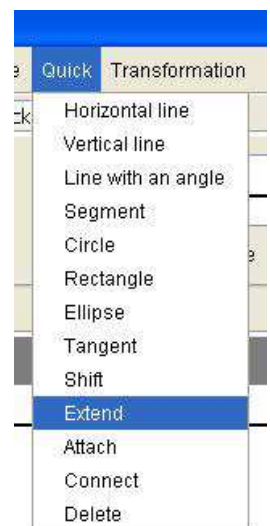 Quick Transformation
Horizontal line
Vertical line
Line with an angle
Segment
Circle
Rectangle
Ellipse
Tangent
Shift
Extend
Attach
Connect
Delete